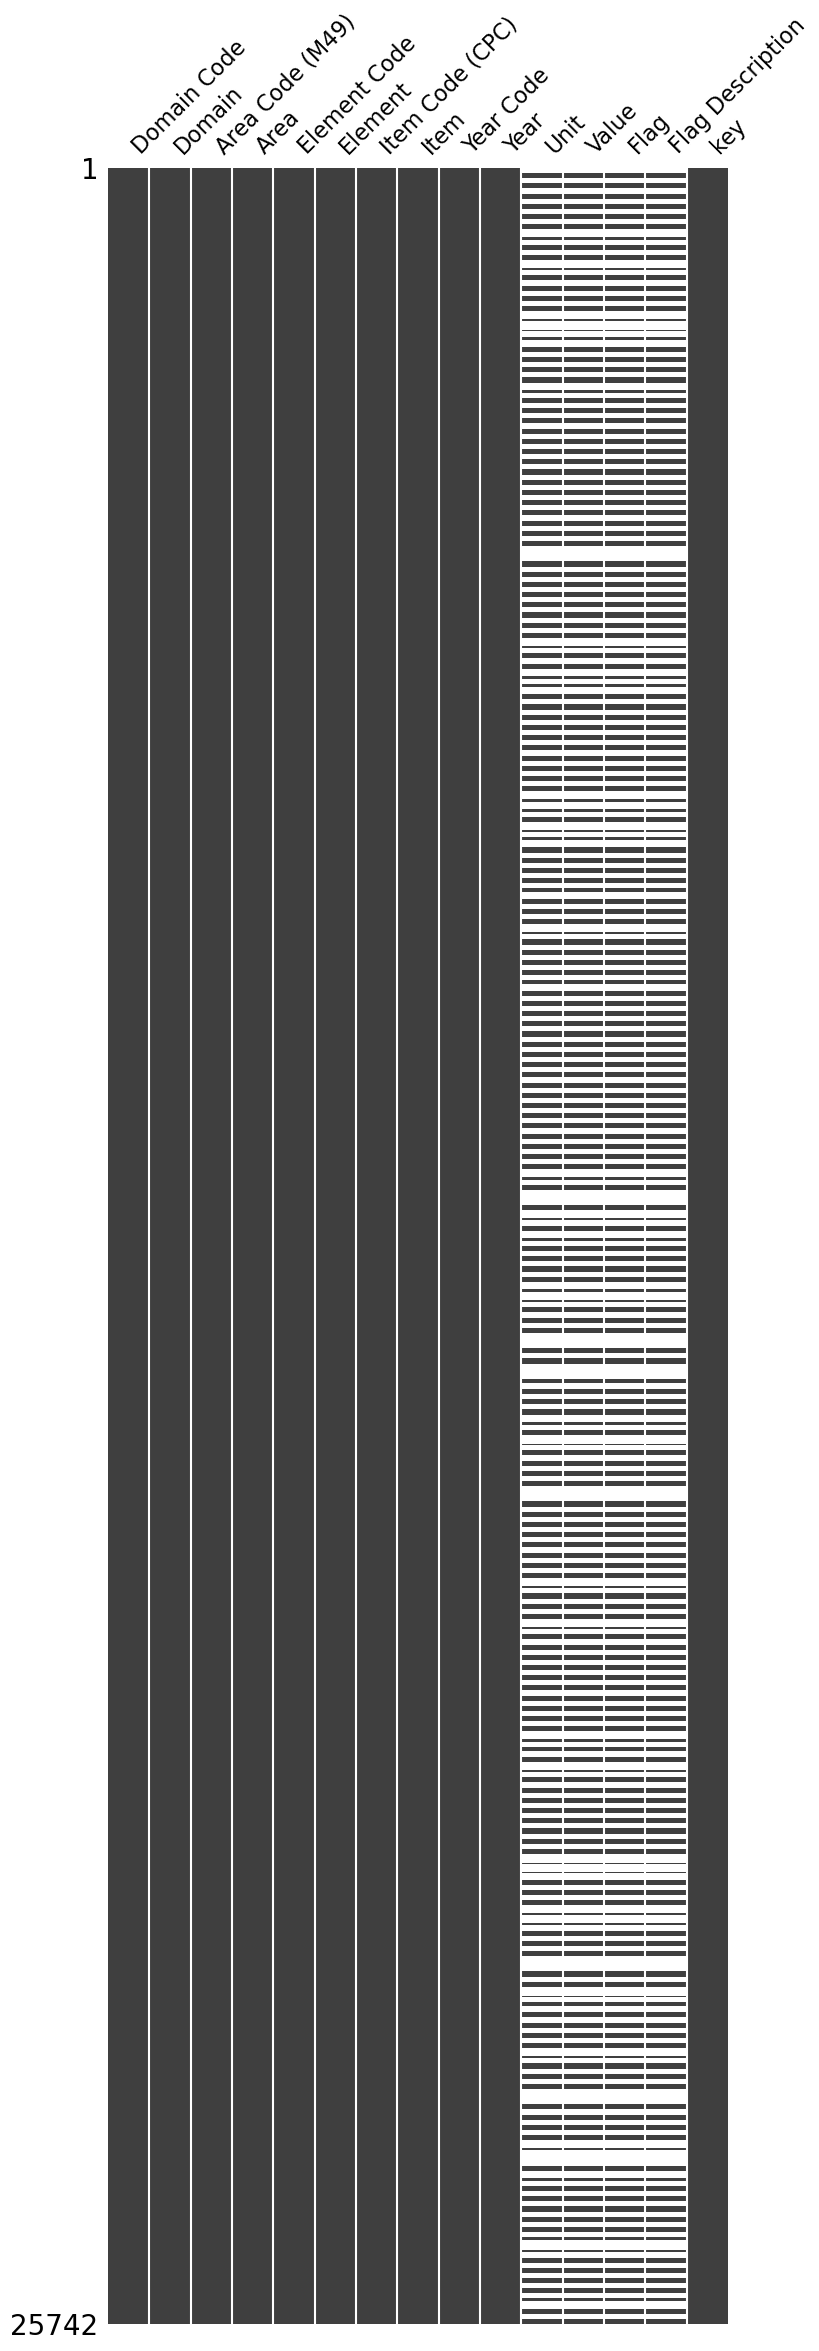 Domain Code
Domain
Area Code (M49)
Area
Element Code
Element
Item Code (CPC)
Item
Year Code
Year
Unit
Value
Flag
Flag Description
key
1
25742